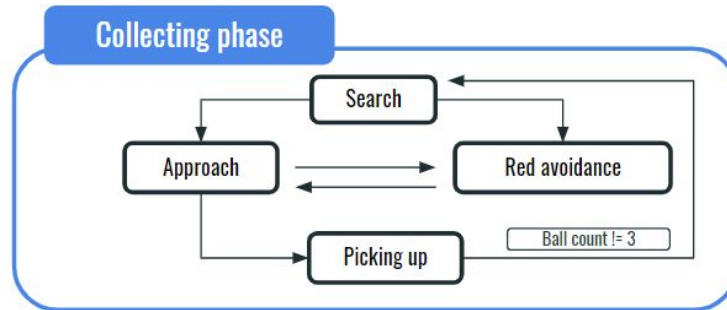 Collecting phase
Search
Approach
Red avoidance
Ball count != 3
Picking up